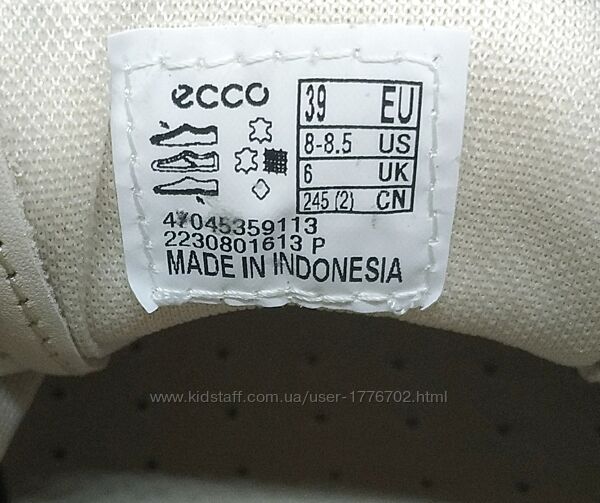 ecco
39 EU
8-8.5 US
6 UK
245 (2) CN
47045359113
2230801613 P
MADE IN INDONESIA
www.kidstaff.com.ua/user-1776702.html